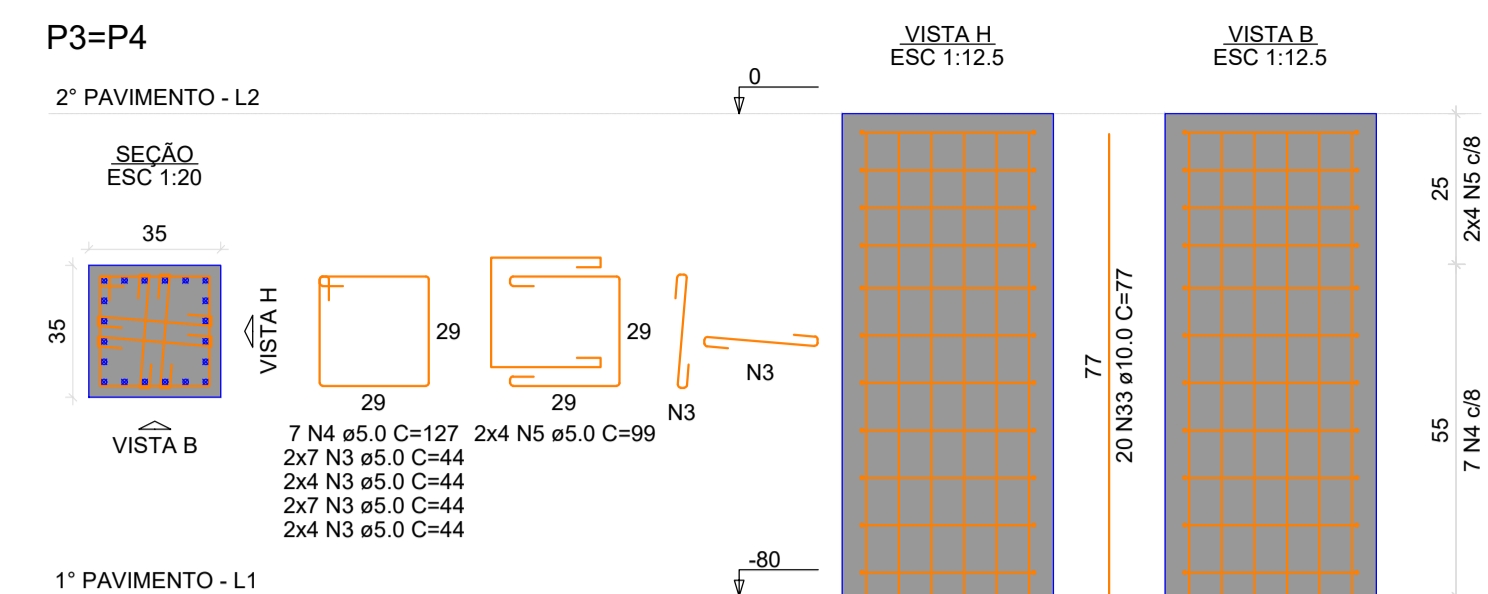 P3=P4
VISTA H
ESC 1:12.5
VISTA B
ESC 1:12.5
0
2° PAVIMENTO - L2
SEÇÃO
ESC 1:20
35
35
VISTA H
VISTA B
29
29
7 N4 ø5.0 C=127
2x7 N3 ø5.0 C=44
2x4 N3 ø5.0 C=44
2x7 N3 ø5.0 C=44
2x4 N3 ø5.0 C=44
29
29
2x4 N5 ø5.0 C=99
N3
N3
77
20 N33 ø10.0 C=77
25
2x4 N5 c/8
55
7 N4 c/8
-80
1° PAVIMENTO - L1